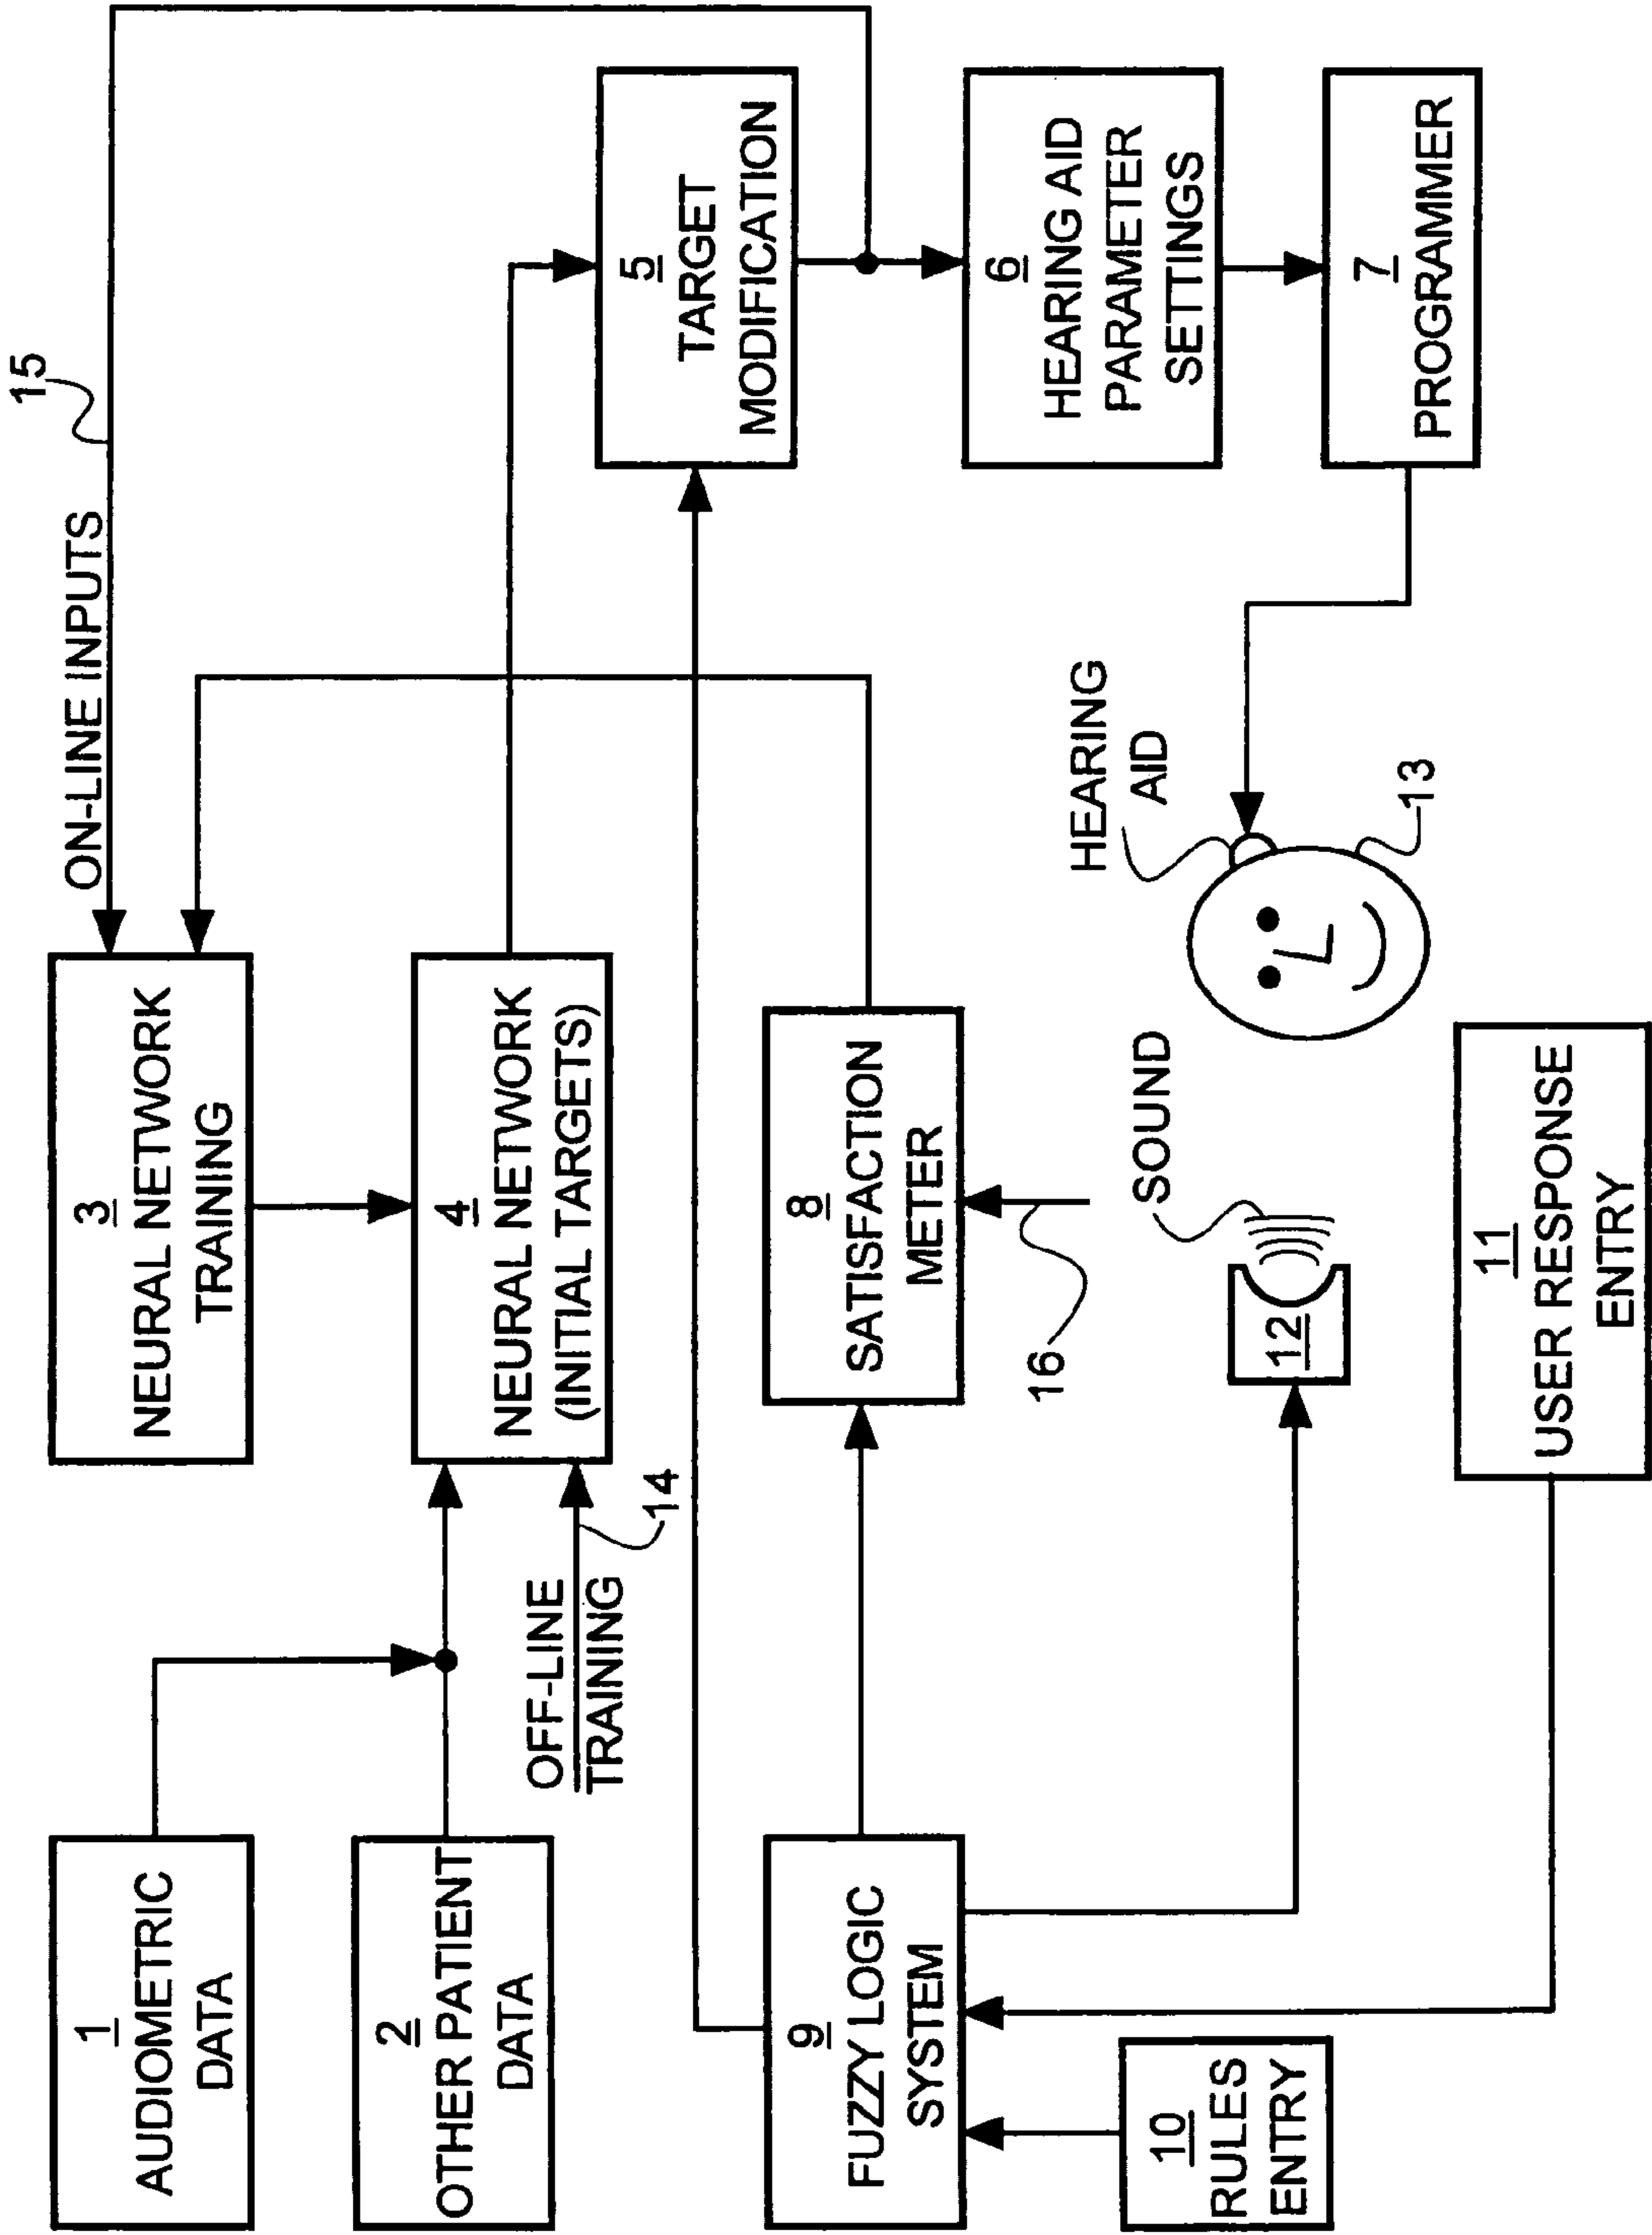 1
AUDIOMETRIC
DATA
2
OTHER PATIENT
DATA
3
NEURAL NETWORK
TRAINING
ON-LINE INPUTS
15
4
NEURAL NETWORK
(INITIAL TARGETS)
OFF-LINE
TRAINING
14
5
TARGET
MODIFICATION
9
FUZZY LOGIC
SYSTEM
8
SATISFACTION
METER
16
6
HEARING AID
PARAMETER
SETTINGS
10
RULES
ENTRY
12
SOUND
HEARING
AID
13
7
PROGRAMMER
11
USER RESPONSE
ENTRY